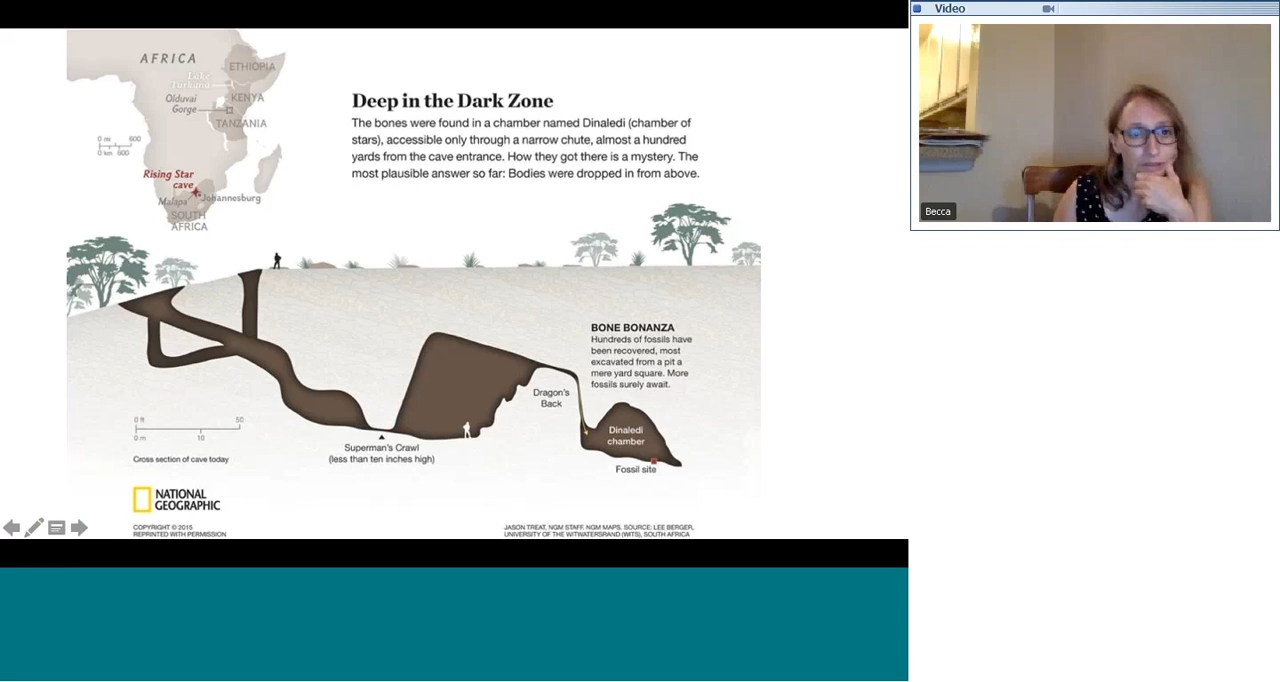 Video
AFRICA
ETHIOPIA
Lake
Turkana
KENYA
Olduvai
Gorge
TANZANIA
0 mi 600
0 km 600
Rising Star
cave
Malapa
Johannesburg
SOUTH
AFRICA
Deep in the Dark Zone
The bones were found in a chamber named Dinaledi (chamber of
stars), accessible only through a narrow chute, almost a hundred
yards from the cave entrance. How they got there is a mystery. The
most plausible answer so far: Bodies were dropped in from above.
Becca
BONE BONANZA
Hundreds of fossils have
been recovered, most
excavated from a pit a
mere yard square. More
fossils surely await.
Dragon's
Back
Dinaledi
chamber
Fossil site
Superman's Crawl
(less than ten inches high)
0 ft 50
0 m 10
Cross section of cave today
NATIONAL
GEOGRAPHIC
COPYRIGHT © 2015
REPRINTED WITH PERMISSION
JASON TREAT, NGM STAFF. NGM MAPS. SOURCE: LEE BERGER,
UNIVERSITY OF THE WITWATERSRAND (WITS), SOUTH AFRICA